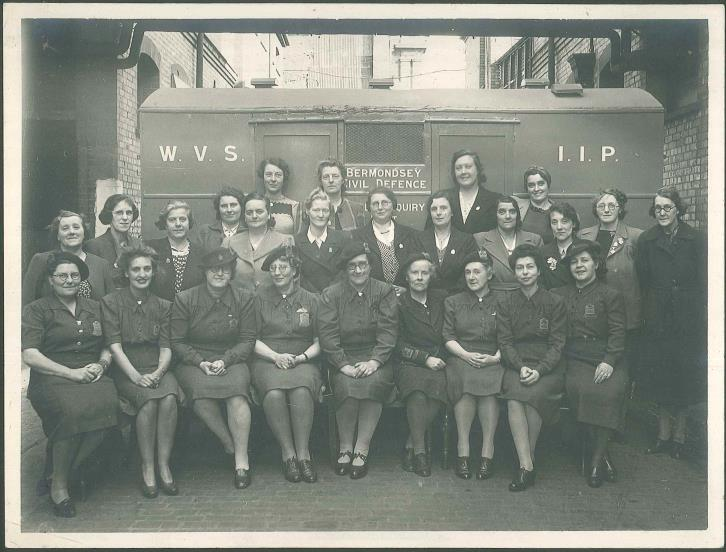 W.V.S.
I.I.P.
BERMONDSEY
CIVIL DEFENCE
QUIRY